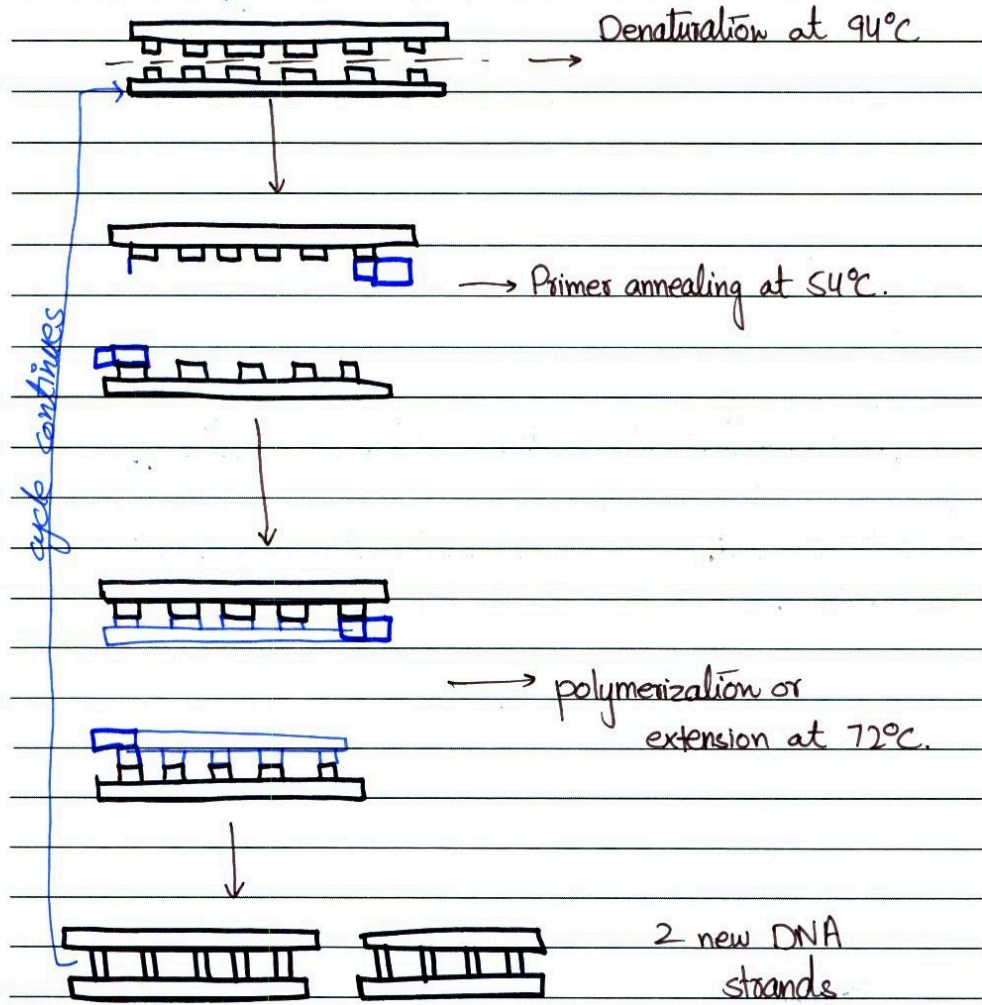 Denaturation at 94°C
Primer annealing at 54°C.
cycle continues
polymerization or
extension at 72°C.
2 new DNA
strands